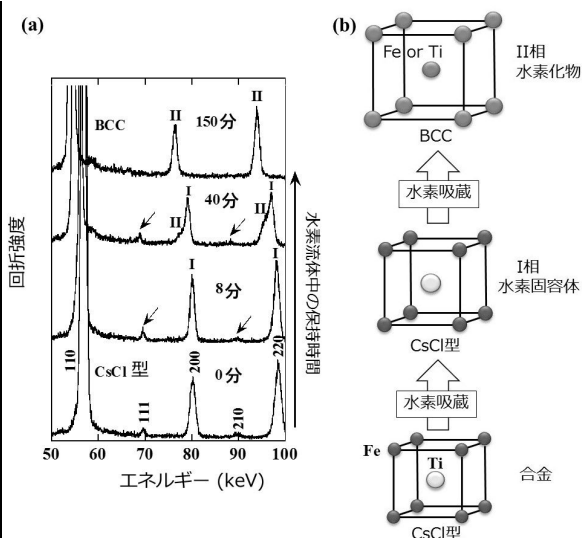 (a)
BCC
II
150分
II
40分
II
I
II
I
8分
I
I
110
CsCl 型
0分
111
200
210
220
50 60 70 80 90 100
エネルギー (keV)
回折強度
水素流体中の保持時間
(b)
Fe or Ti
BCC
II相
水素化物
水素吸蔵
CsCl型
I相
水素固容体
水素吸蔵
Fe
Ti
CsCl型
合金